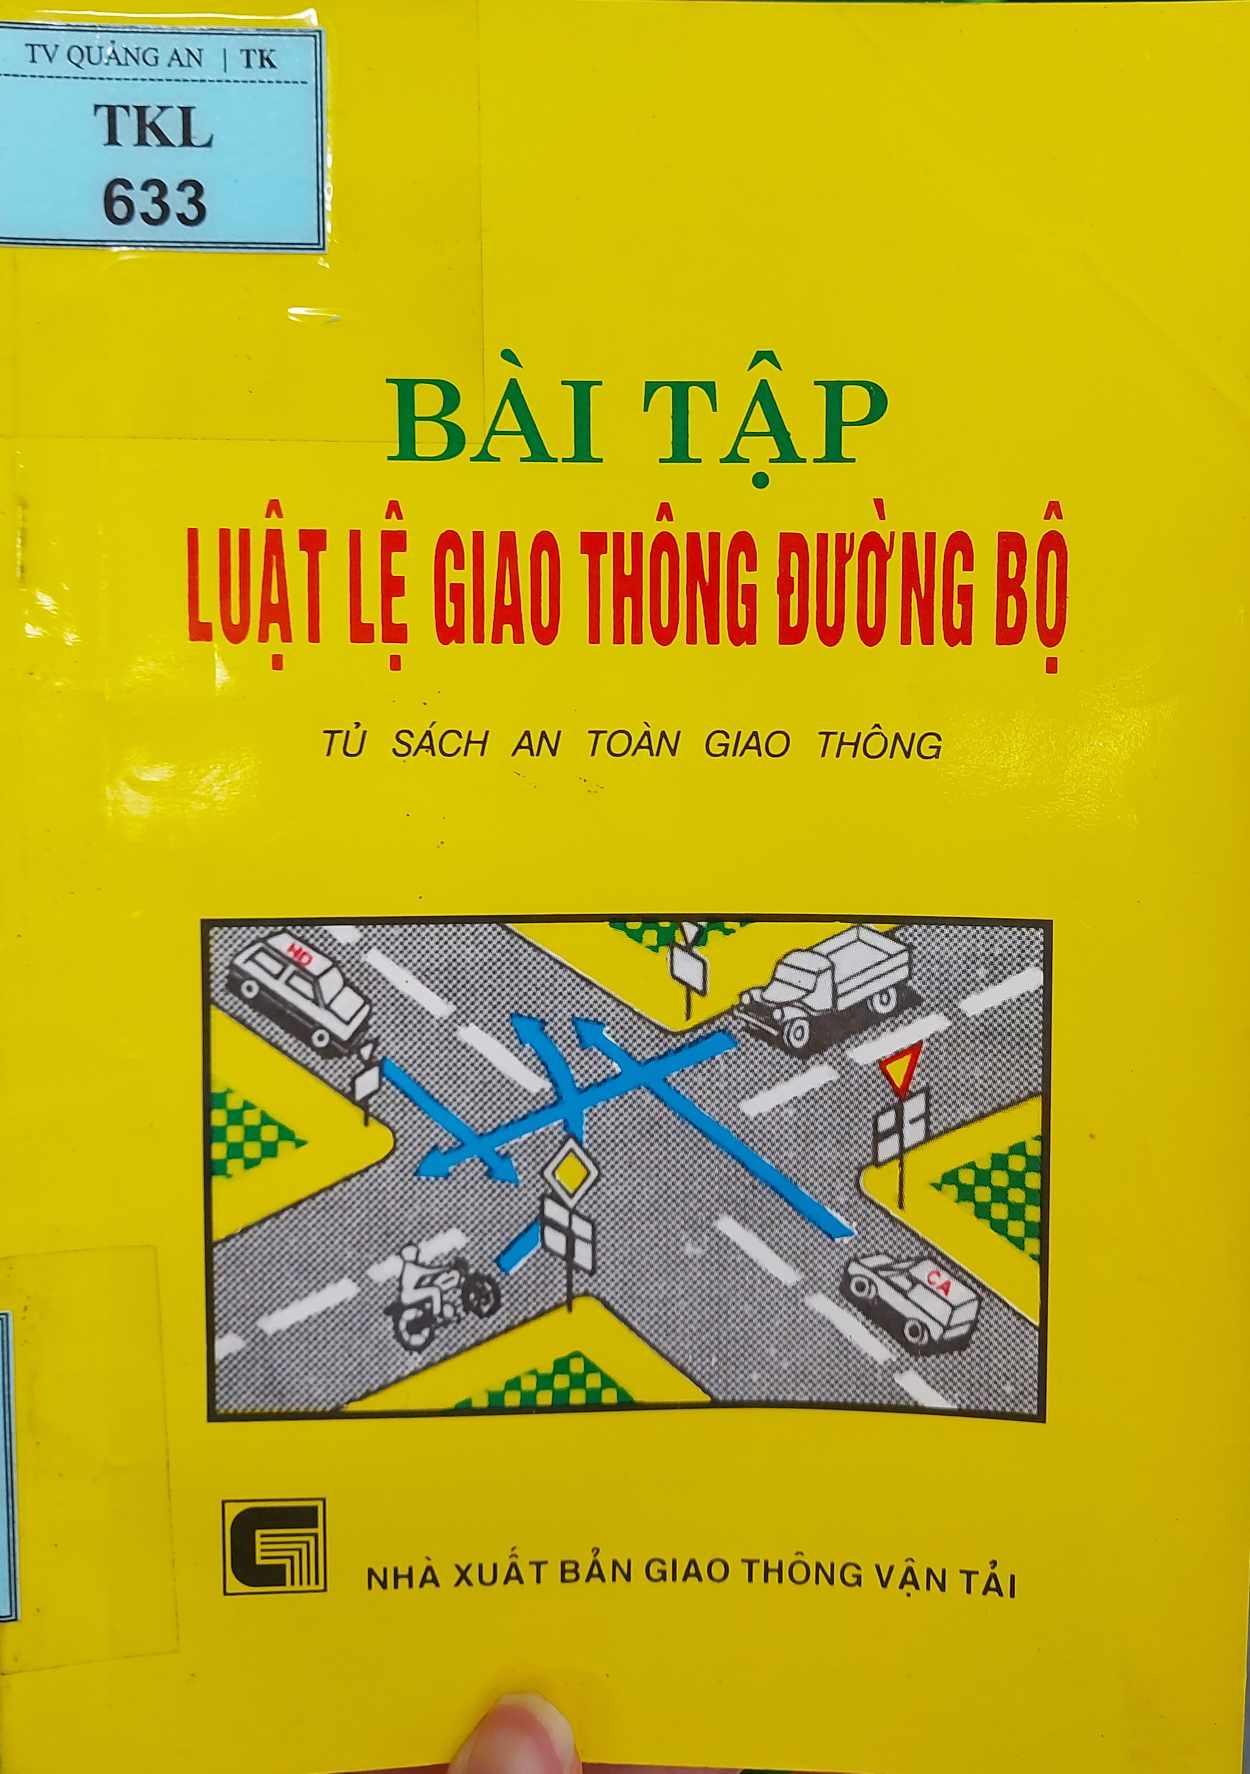 TV QUẢNG AN | TK
TKL
633
BÀI TẬP
LUẬT LỆ GIAO THÔNG ĐƯỜNG BỘ
TỦ SÁCH AN TOÀN GIAO THÔNG
HĐ
CA
NHÀ XUẤT BẢN GIAO THÔNG VẬN TẢI